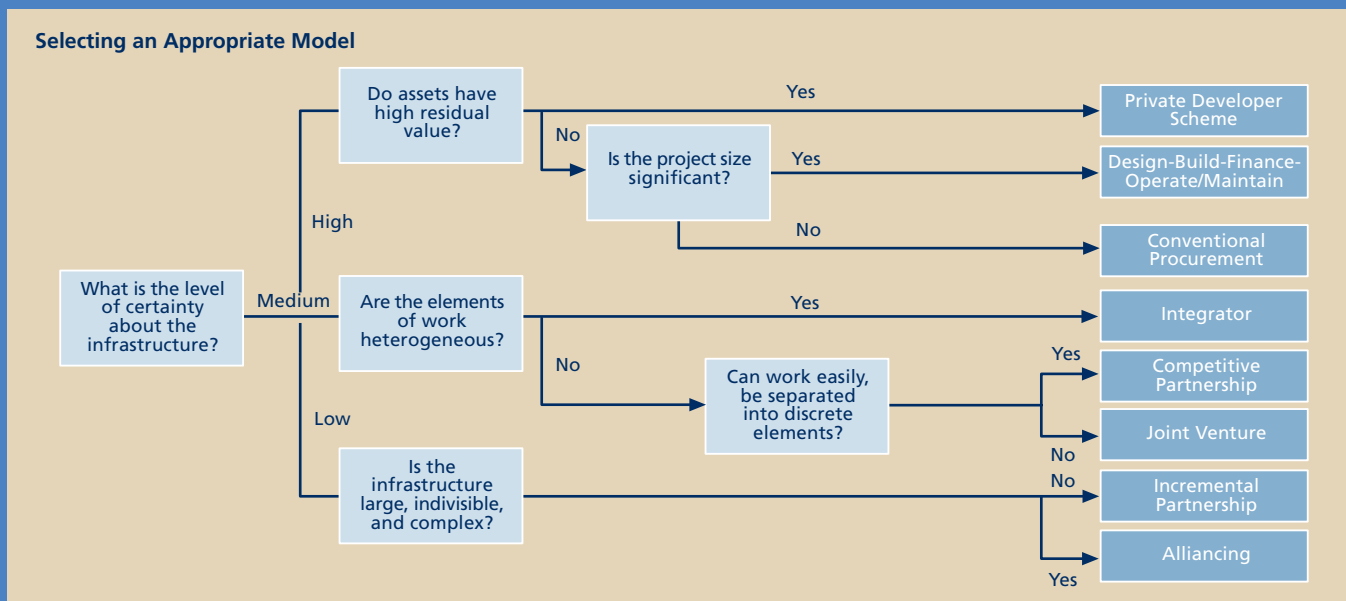 Selecting an Appropriate Model
Do assets have
high residual
value?
Yes
Private Developer
Scheme
No
Is the project size
significant?
Yes
Design-Build-Finance-
Operate/Maintain
No
Conventional
Procurement
High
What is the level
of certainty
about the
infrastructure?
Medium
Are the elements
of work
heterogeneous?
Yes
Integrator
No
Can work easily,
be separated
into discrete
elements?
Yes
Competitive
Partnership
Joint Venture
No
Low
Is the
infrastructure
large, indivisible,
and complex?
No
Incremental
Partnership
Alliancing
Yes